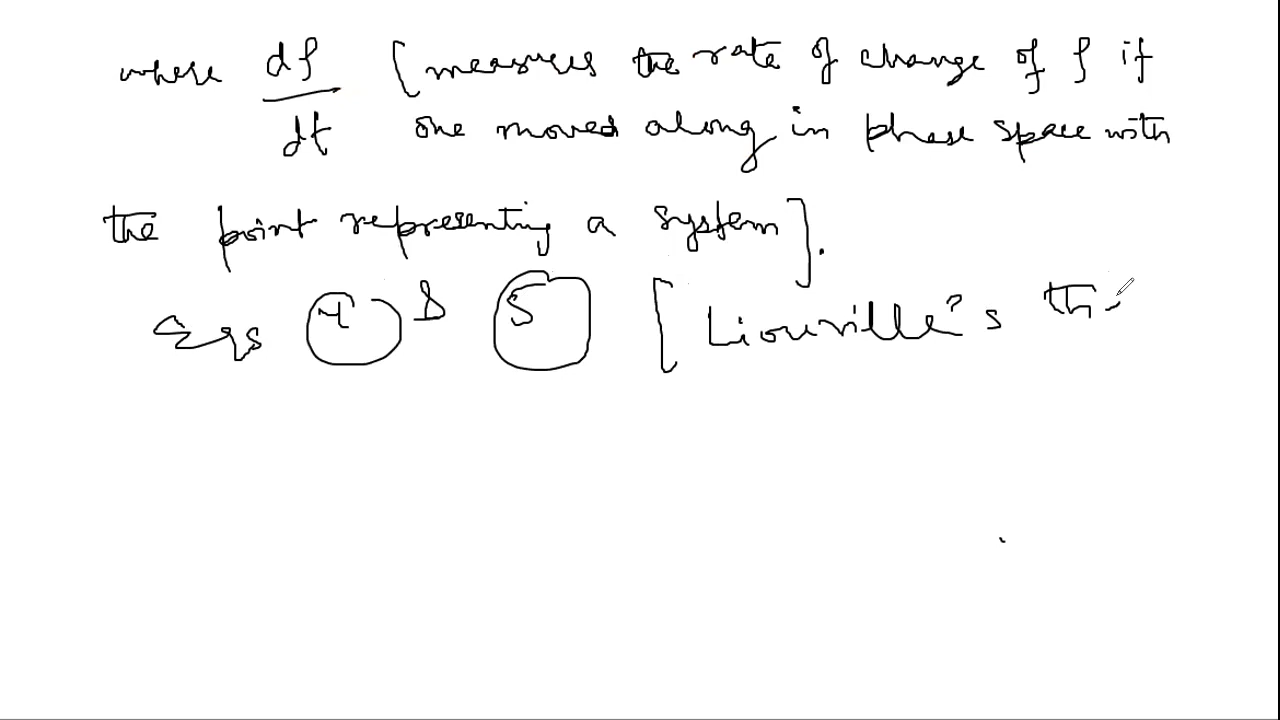 where dρ/dt [measures the rate of change of ρ if
one moved along in phase space with
the point representing a system].
Eqs (4) & (5) [Liouville's th